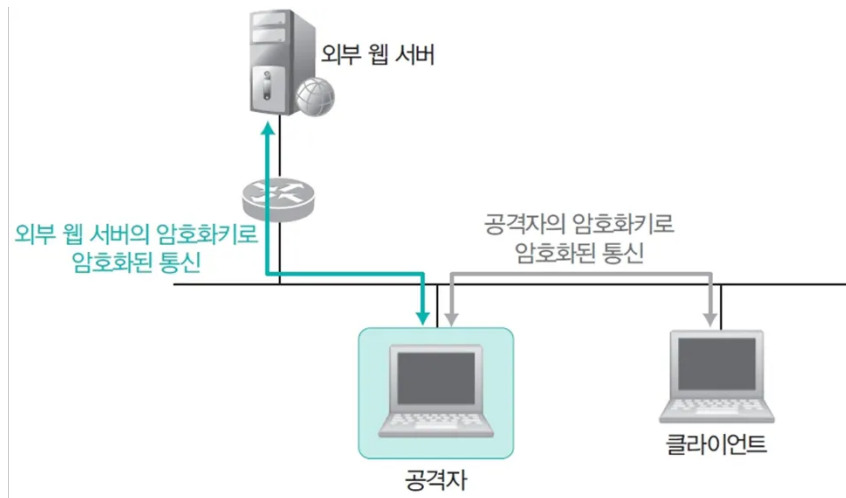 외부 웹 서버
외부 웹 서버의 암호화키로
암호화된 통신
공격자의 암호화키로
암호화된 통신
공격자
클라이언트